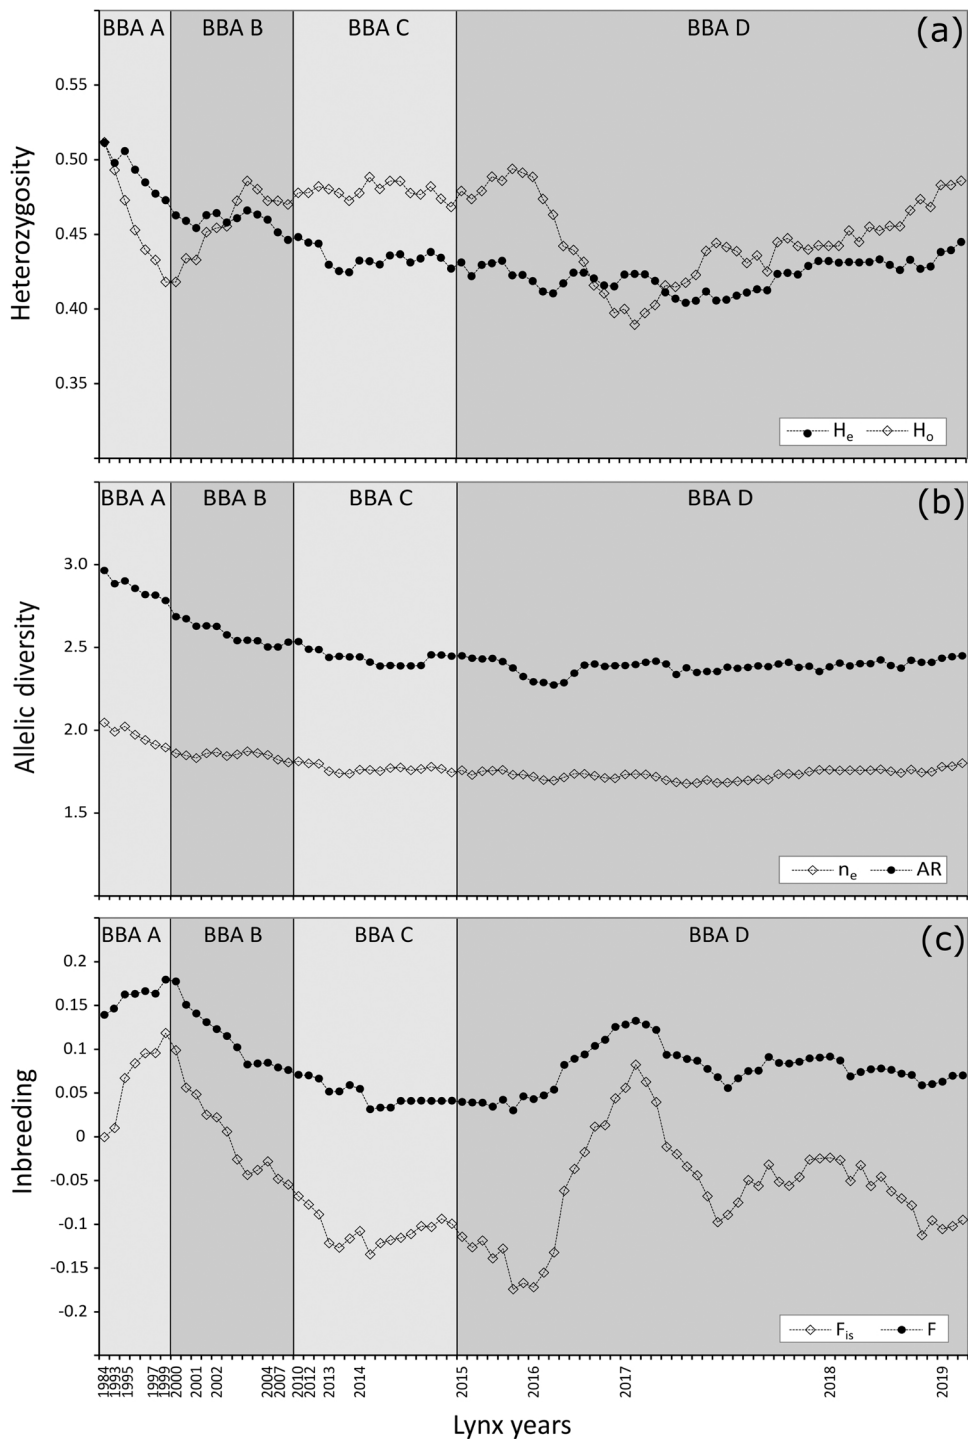 BBA A BBA B BBA C BBA D (a)
0.55
0.50
0.45
0.40
0.35
Heterozygosity
He Ho
BBA A BBA B BBA C BBA D (b)
3.0
2.5
2.0
1.5
Allelic diversity
ne AR
BBA A BBA B BBA C BBA D (c)
0.2
0.15
0.1
0.05
0
-0.05
-0.1
-0.15
-0.2
Inbreeding
Fis F
1984 1993 1995 1997 1999 2000 2001 2002 2004 2007 2010 2012 2013 2014 2015 2016 2017 2018 2019
Lynx years